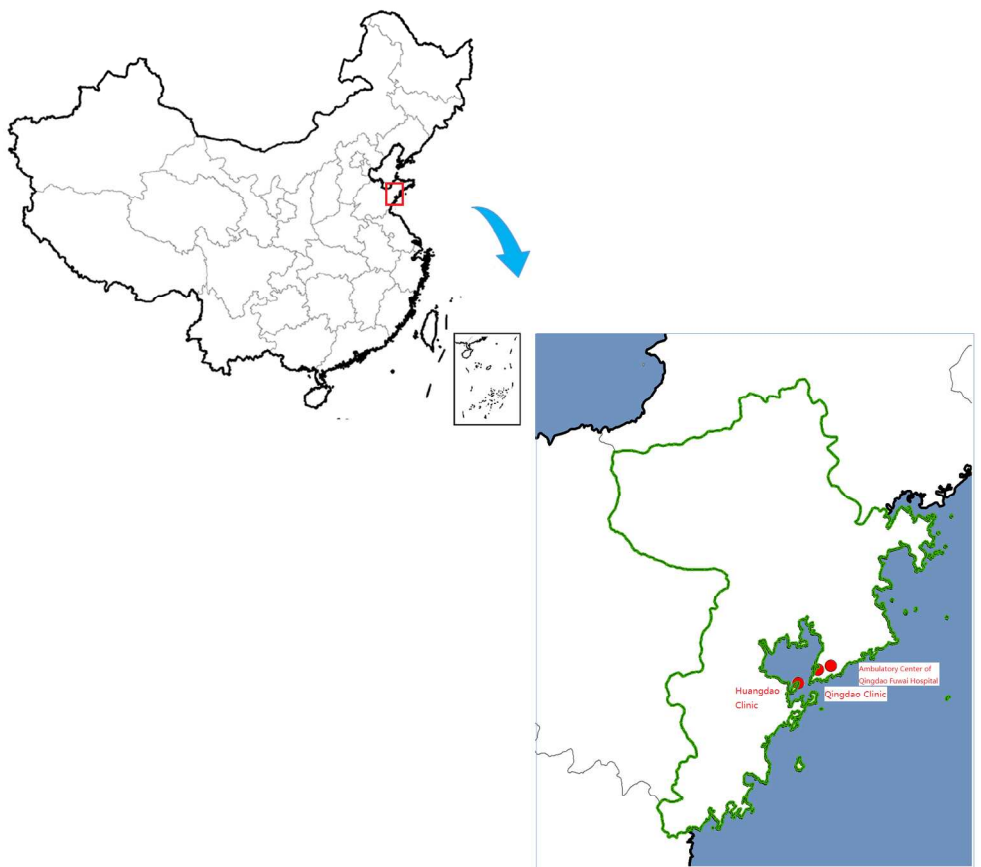 Ambulatory Center of
Qingdao Fuwai Hospital
Huangdao
Clinic
Qingdao Clinic